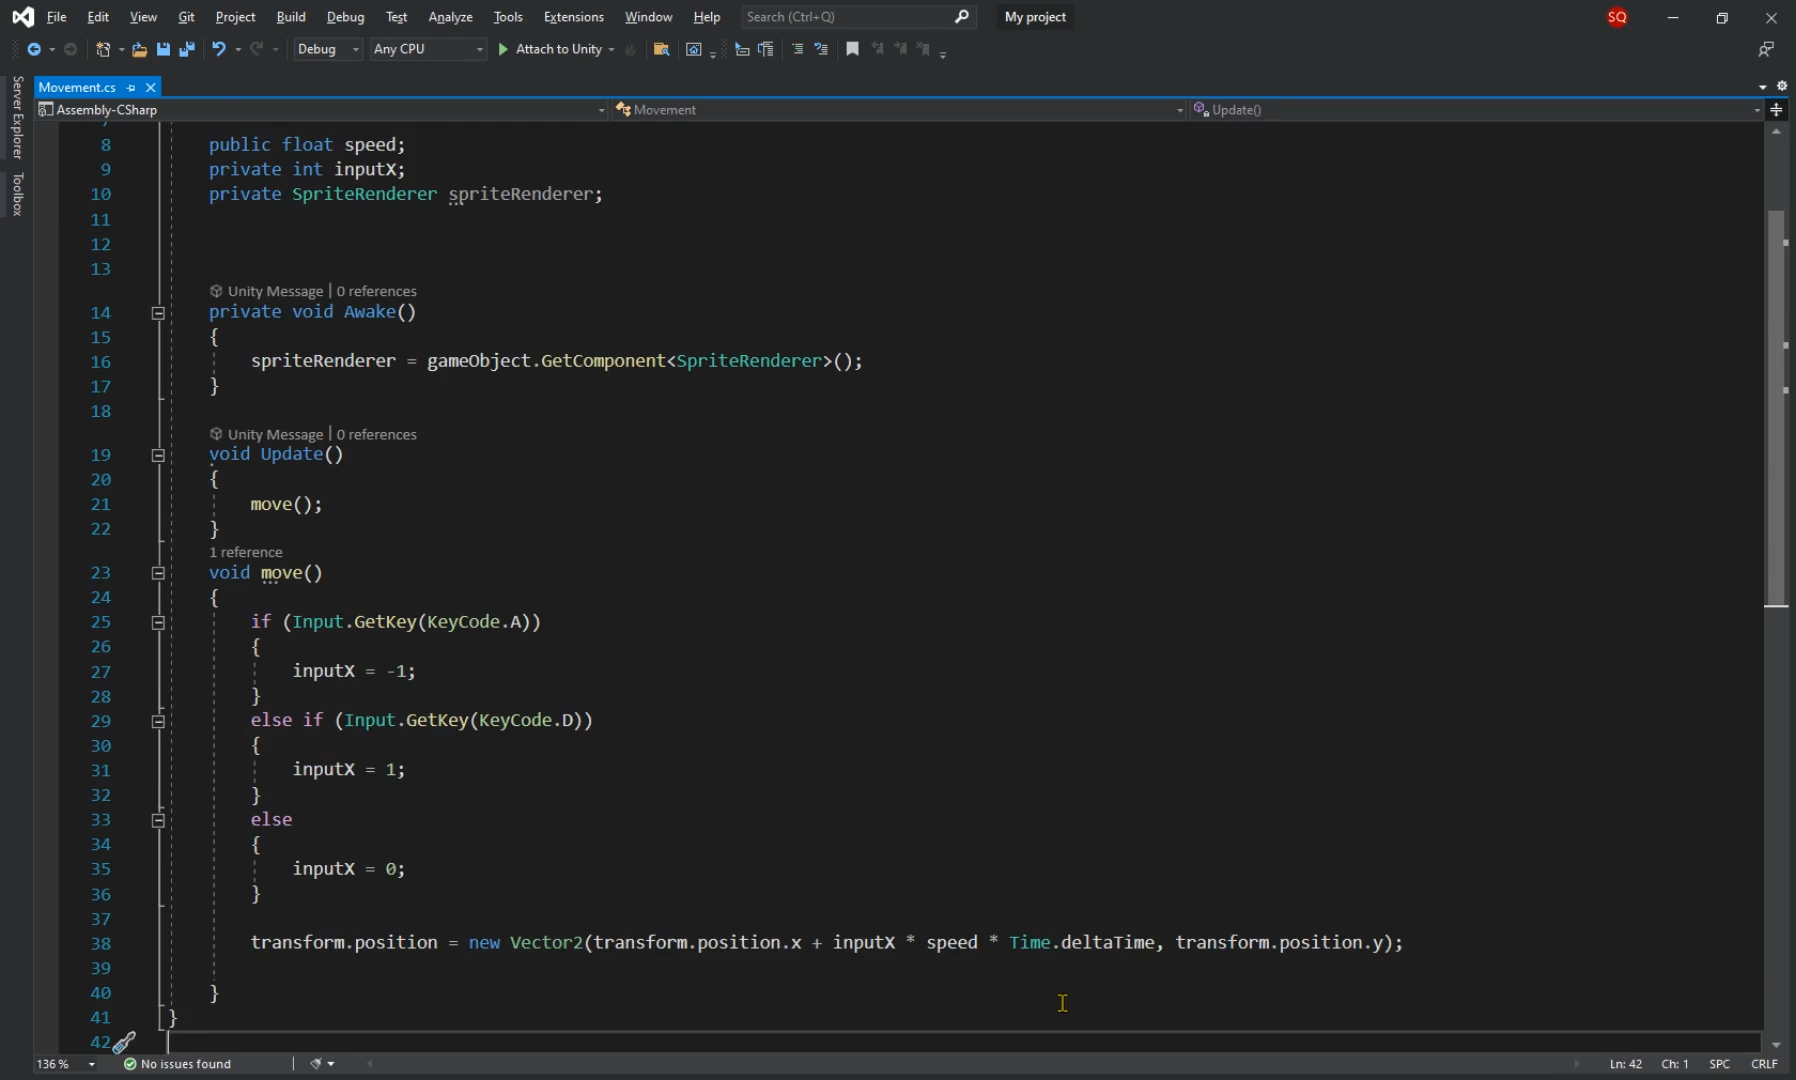 File Edit View Git Project Build Debug Test Analyze Tools Extensions Window Help Search (Ctrl+Q) My project SQ
Debug Any CPU Attach to Unity
Server Explorer
Toolbox
Movement.cs
Assembly-CSharp Movement Update()
8 public float speed;
9 private int inputX;
10 private SpriteRenderer spriteRenderer;
11
12
13
Unity Message | 0 references
14 private void Awake()
15 {
16 spriteRenderer = gameObject.GetComponent<SpriteRenderer>();
17 }
18
Unity Message | 0 references
19 void Update()
20 {
21 move();
22 }
1 reference
23 void move()
24 {
25 if (Input.GetKey(KeyCode.A))
26 {
27 inputX = -1;
28 }
29 else if (Input.GetKey(KeyCode.D))
30 {
31 inputX = 1;
32 }
33 else
34 {
35 inputX = 0;
36 }
37
38 transform.position = new Vector2(transform.position.x + inputX * speed * Time.deltaTime, transform.position.y);
39
40 }
41 }
42
136 % No issues found Ln: 42 Ch: 1 SPC CRLF